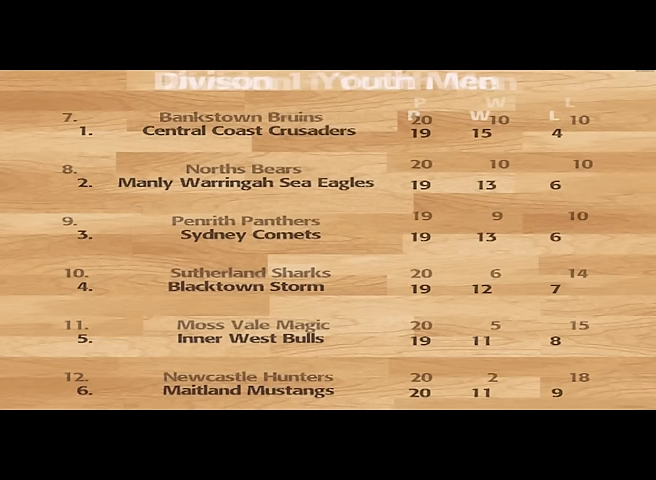 Divison 1 Youth Men
P W L
7. Bankstown Bruins 20 10 10
P W L
1. Central Coast Crusaders 19 15 4
8. Norths Bears 20 10 10
2. Manly Warringah Sea Eagles 19 13 6
9. Penrith Panthers 19 9 10
3. Sydney Comets 19 13 6
10. Sutherland Sharks 20 6 14
4. Blacktown Storm 19 12 7
11. Moss Vale Magic 20 5 15
5. Inner West Bulls 19 11 8
12. Newcastle Hunters 20 2 18
6. Maitland Mustangs 20 11 9